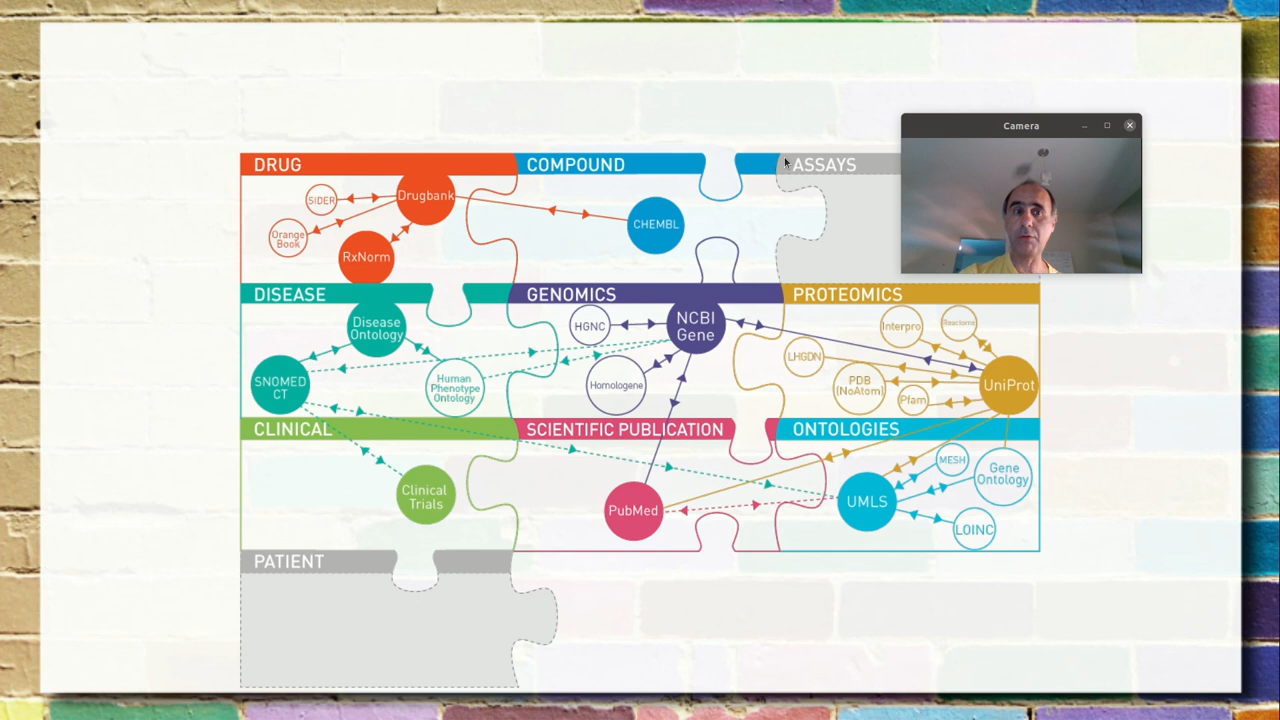 Camera
DRUG
COMPOUND
ASSAYS
SIDER
Drugbank
Orange
Book
RxNorm
CHEMBL
DISEASE
GENOMICS
PROTEOMICS
Disease
Ontology
HGNC
NCBI
Gene
Interpro
Reactome
LHGDN
SNOMED
CT
Human
Phenotype
Ontology
Homologene
PDB
(NoAtom)
Pfam
UniProt
CLINICAL
SCIENTIFIC PUBLICATION
ONTOLOGIES
Clinical
Trials
PubMed
UMLS
MESH
Gene
Ontology
LOINC
PATIENT